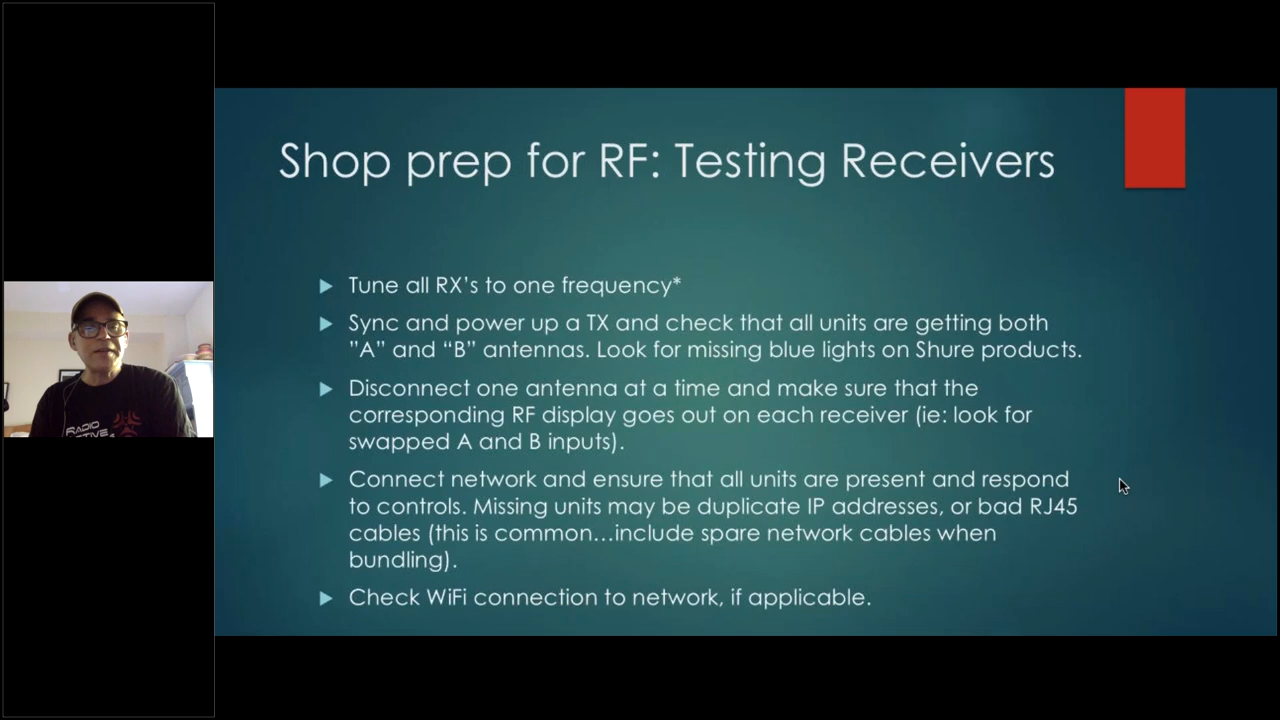 Shop prep for RF: Testing Receivers
Tune all RX's to one frequency*
Sync and power up a TX and check that all units are getting both
"A" and “B” antennas. Look for missing blue lights on Shure products.
Disconnect one antenna at a time and make sure that the
corresponding RF display goes out on each receiver (ie: look for
swapped A and B inputs).
Connect network and ensure that all units are present and respond
to controls. Missing units may be duplicate IP addresses, or bad RJ45
cables (this is common…include spare network cables when
bundling).
Check WiFi connection to network, if applicable.
RADIO